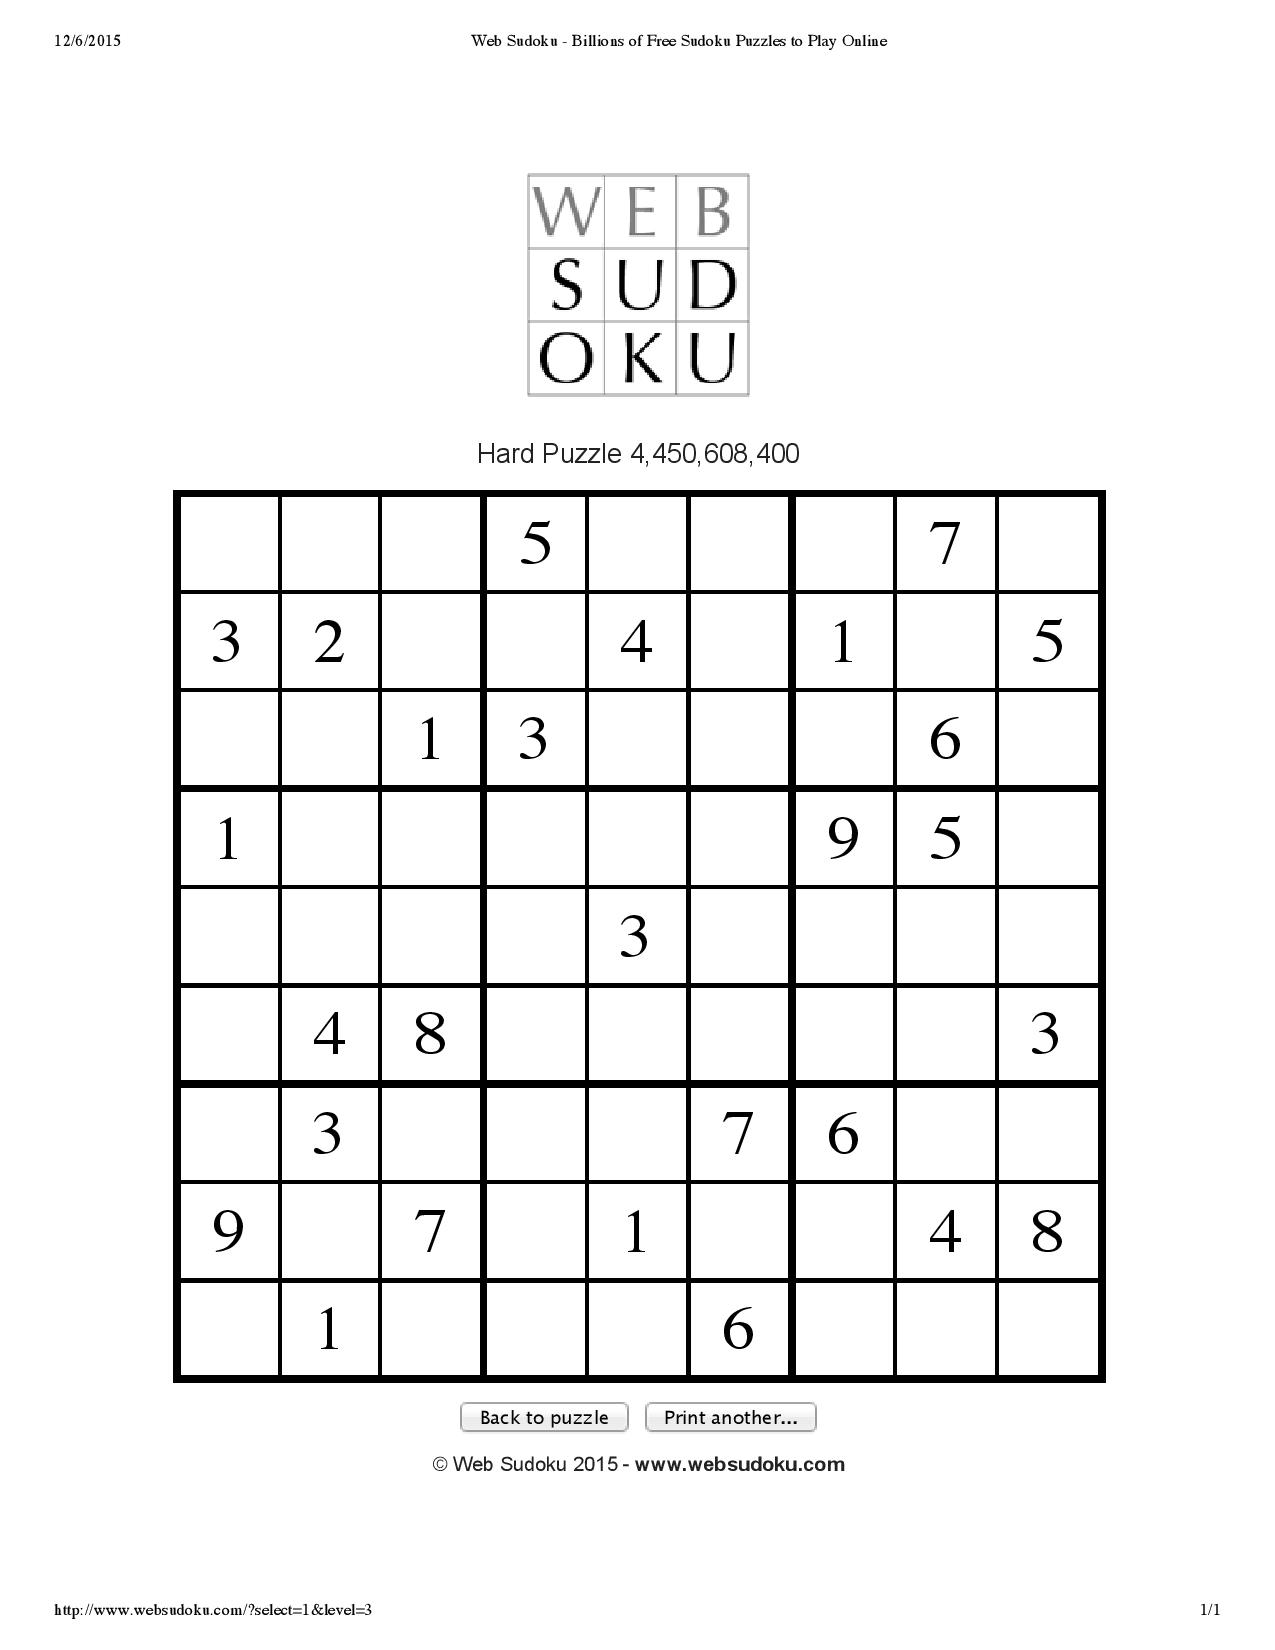 12/6/2015 Web Sudoku - Billions of Free Sudoku Puzzles to Play Online
WEB
SUD
OKU
Hard Puzzle 4,450,608,400
5 7
3 2 4 1 5
1 3 6
1 9 5
3
4 8 3
3 7 6
9 7 1 4 8
1 6
Back to puzzle Print another...
© Web Sudoku 2015 - www.websudoku.com
http://www.websudoku.com/?select=1&level=3 1/1